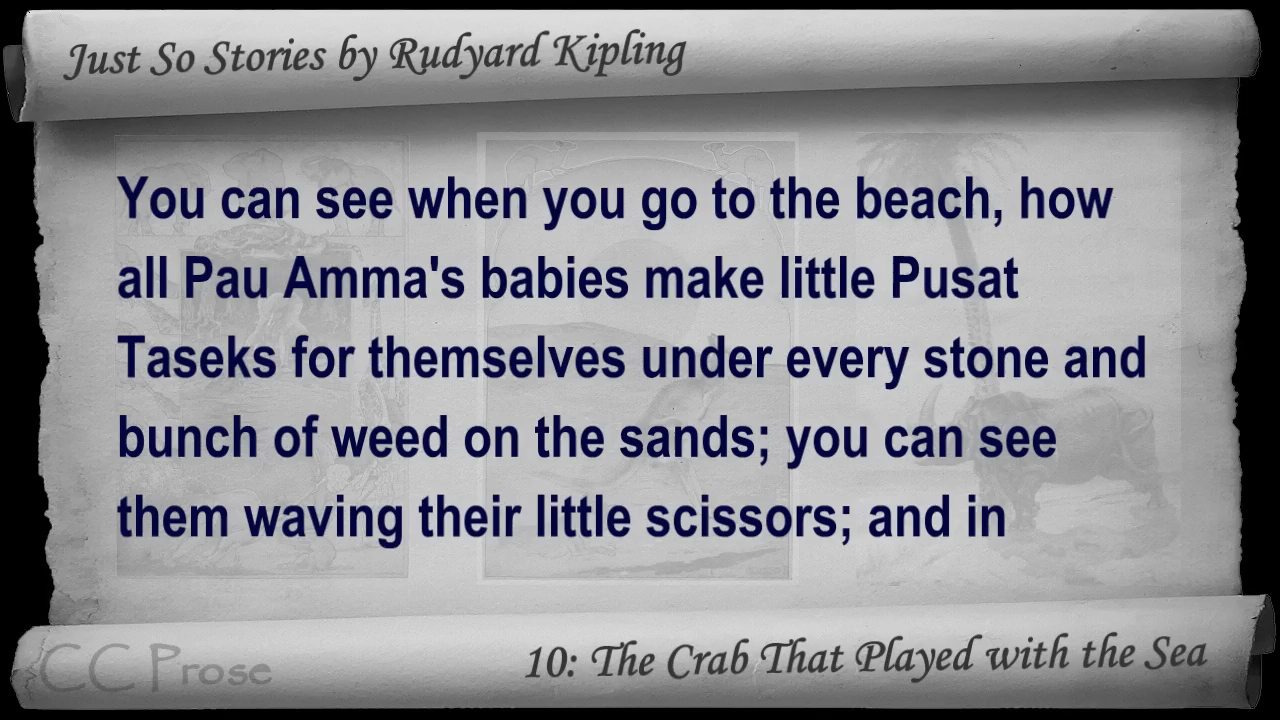 Just So Stories by Rudyard Kipling
You can see when you go to the beach, how
all Pau Amma's babies make little Pusat
Taseks for themselves under every stone and
bunch of weed on the sands; you can see
them waving their little scissors; and in
CC Prose
10: The Crab That Played with the Sea